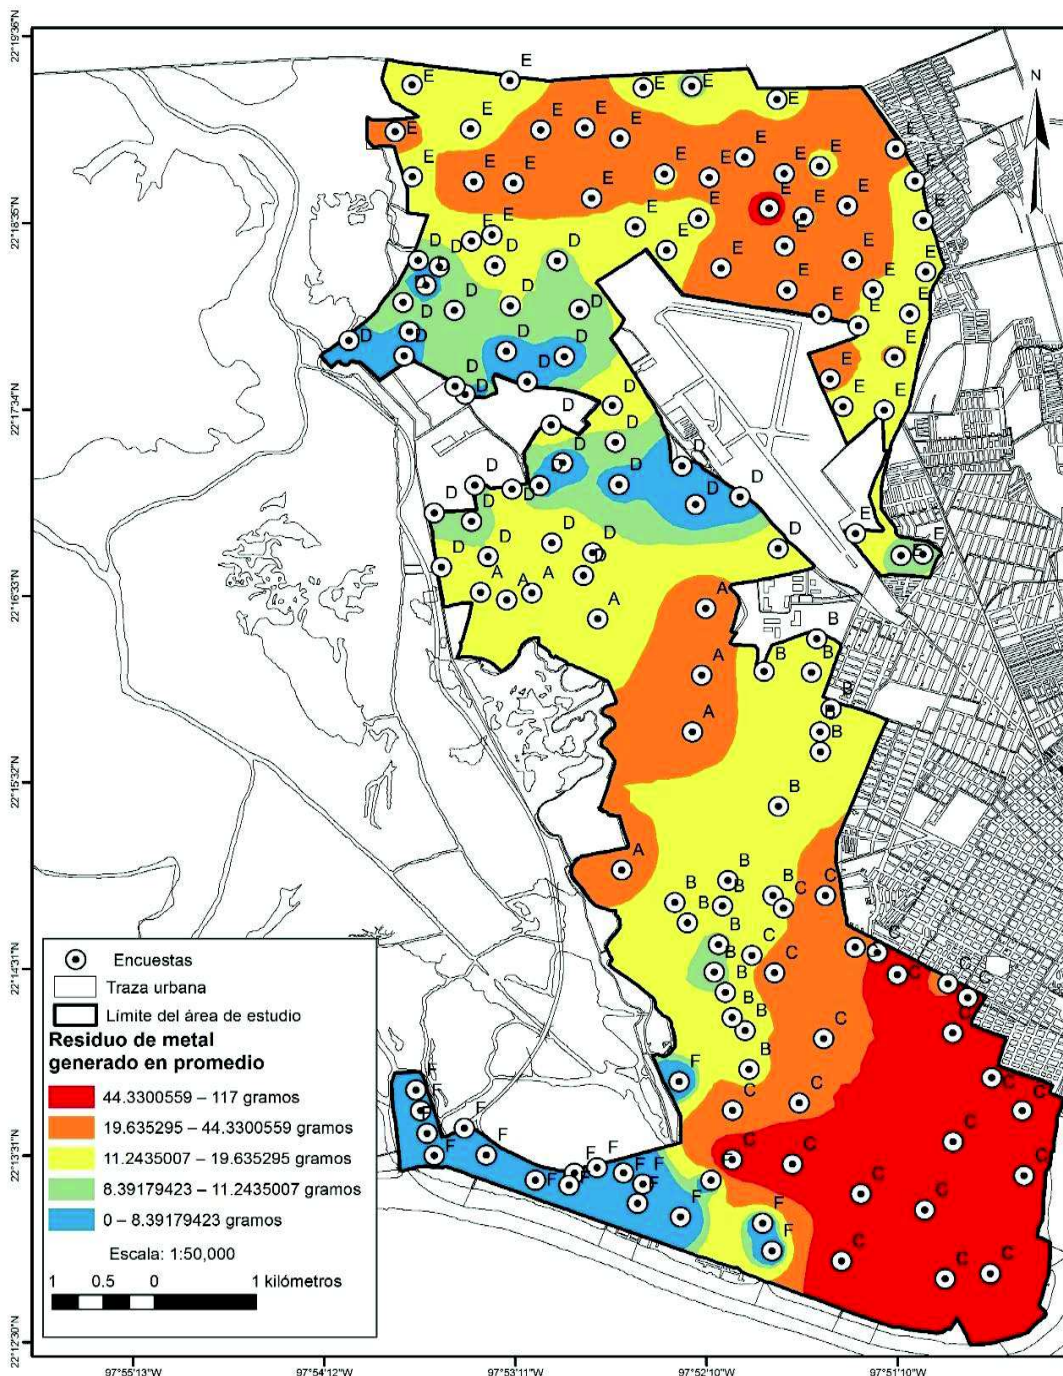 22°19'36"N
22°18'35"N
22°17'34"N
22°16'33"N
22°15'32"N
22°14'31"N
22°13'31"N
22°12'30"N
N
E
E E E E
E E E E E E
E E E E E E
E E E E E E
E E E E E E
D D D D E E E
D D D D E E
D D D D E
D D D D
D D D D E E
D D D D
A A A A A
A B B B
A B B
B
A B B B C C
B B B C C C C C
B B B C C
F B C C
F F F C C C
F F F F F F C C
F F F F F C C
F F C C C
Encuestas
Traza urbana
Límite del área de estudio
Residuo de metal
generado en promedio
44.3300559 – 117 gramos
19.635295 – 44.3300559 gramos
11.2435007 – 19.635295 gramos
8.39179423 – 11.2435007 gramos
0 – 8.39179423 gramos
Escala: 1:50,000
1 0.5 0 1 kilómetros
97°55'13"W 97°54'12"W 97°53'11"W 97°52'10"W 97°51'10"W